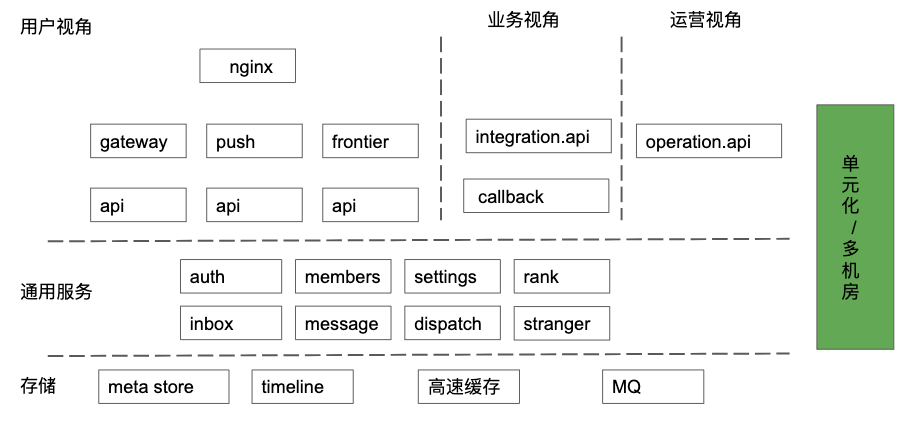 用户视角
业务视角
运营视角
nginx
gateway
push
frontier
integration.api
operation.api
api
api
api
callback
通用服务
auth
members
settings
rank
inbox
message
dispatch
stranger
存储
meta store
timeline
高速缓存
MQ
单
元
化
/
多
机
房